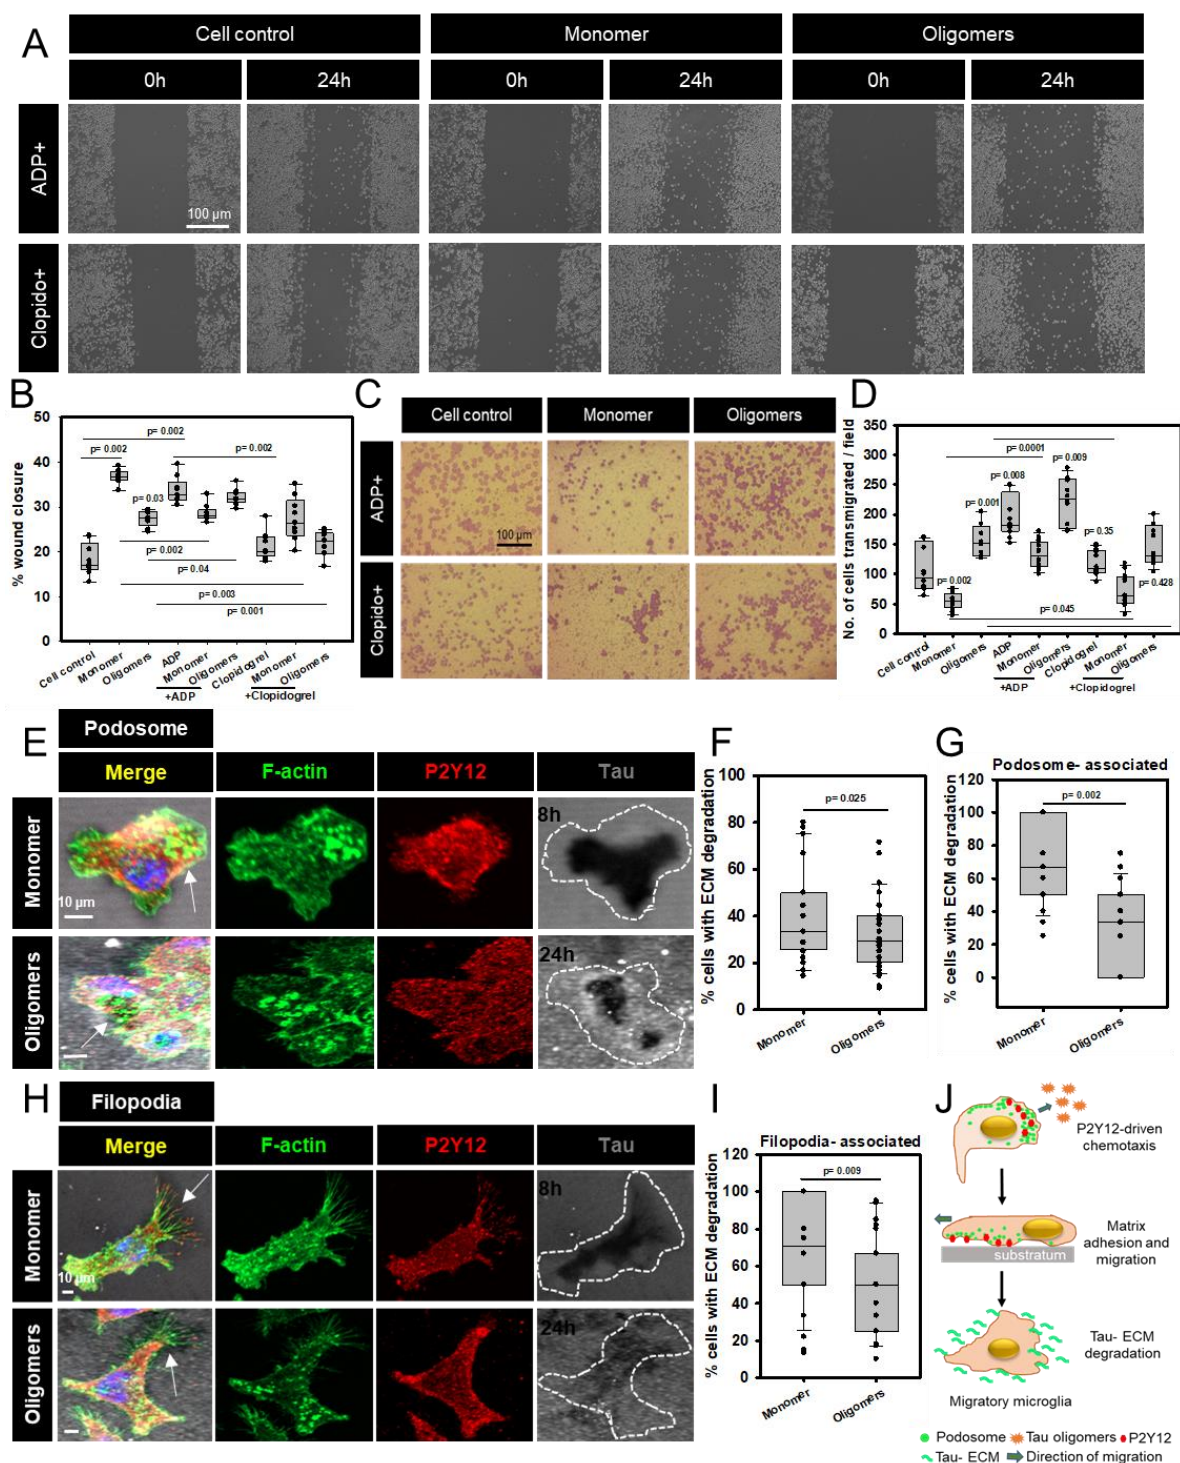 A
Cell control
Monomer
Oligomers
0h
24h
0h
24h
0h
24h
ADP+
100 µm
Clopido+
B
% wound closure
50
40
30
20
10
0
p= 0.002
p= 0.002
p= 0.002
p= 0.03
p= 0.002
p= 0.04
p= 0.003
p= 0.001
Cell control
Monomer
Oligomers
ADP
Monomer
Oligomers
Clopidogrel
Monomer
Oligomers
+ADP
+Clopidogrel
C
Cell control
Monomer
Oligomers
ADP+
100 µm
Clopido+
D
No. of cells transmigrated / field
350
300
250
200
150
100
50
0
p= 0.0001
p= 0.009
p= 0.008
p= 0.001
p= 0.35
p= 0.002
p= 0.428
p= 0.045
Cell control
Monomer
Oligomers
ADP
Monomer
Oligomers
Clopidogrel
Monomer
Oligomers
+ADP
+Clopidogrel
E
Podosome
Merge
F-actin
P2Y12
Tau
Monomer
10 µm
8h
Oligomers
24h
F
% cells with ECM degradation
100
80
60
40
20
0
p= 0.025
Monomer
Oligomers
G
Podosome- associated
% cells with ECM degradation
120
100
80
60
40
20
0
p= 0.002
Monomer
Oligomers
H
Filopodia
Merge
F-actin
P2Y12
Tau
Monomer
10 µm
8h
Oligomers
24h
I
Filopodia- associated
% cells with ECM degradation
120
100
80
60
40
20
0
p= 0.009
Monomer
Oligomers
J
P2Y12-driven
chemotaxis
Matrix
adhesion and
migration
substratum
Tau- ECM
degradation
Migratory microglia
Podosome
Tau oligomers
P2Y12
Tau- ECM
Direction of migration